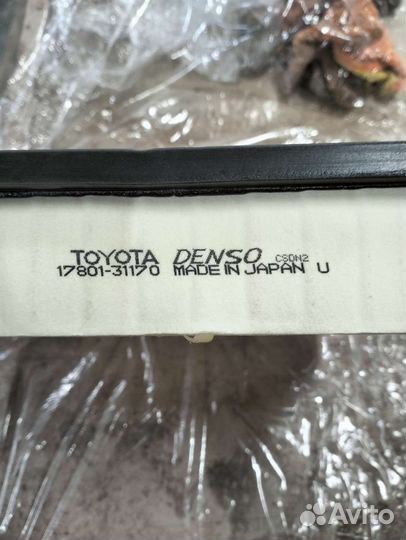 TOYOTA DENSO CSDN2
17801-31170 MADE IN JAPAN U
Avito